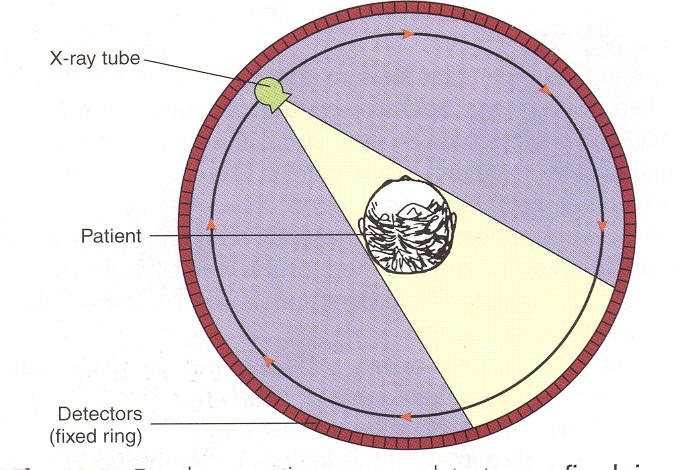 X-ray tube
Patient
Detectors
(fixed ring)